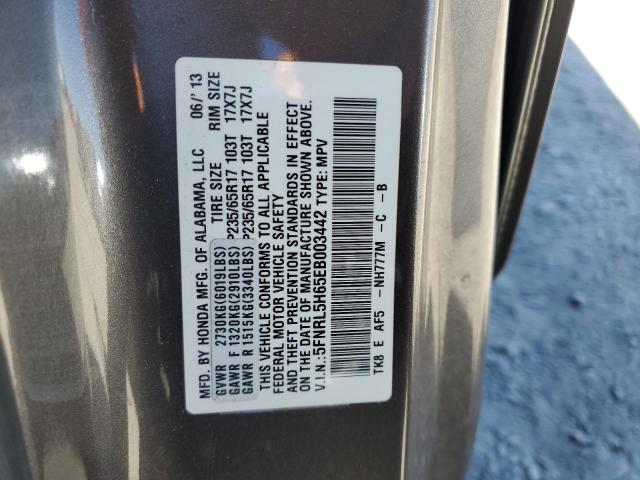 MFD. BY HONDA MFG. OF ALABAMA, LLC 06/'13
TIRE SIZE RIM SIZE
GVWR 2730KG(6019LBS)
GAWR F 1320KG(2910LBS) P235/65R17 103T 17X7J
GAWR R 1515KG(3340LBS) P235/65R17 103T 17X7J
THIS VEHICLE CONFORMS TO ALL APPLICABLE
FEDERAL MOTOR VEHICLE SAFETY
AND THEFT PREVENTION STANDARDS IN EFFECT
ON THE DATE OF MANUFACTURE SHOWN ABOVE.
V.I.N.:5FNRL5H65EB003442 TYPE: MPV
TK8 E AF5 -NH777M -C -B